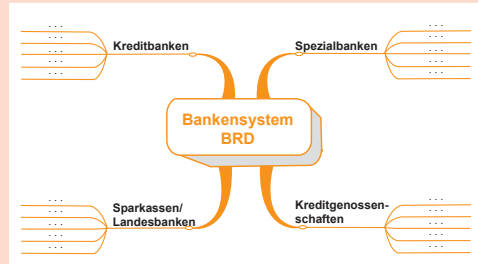 . . .
. . .
. . .
. . .
. . .
Kreditbanken
Spezialbanken
. . .
. . .
. . .
. . .
. . .
Bankensystem
BRD
. . .
. . .
. . .
. . .
. . .
Sparkassen/
Landesbanken
Kreditgenossen-
schaften
. . .
. . .
. . .
. . .
. . .